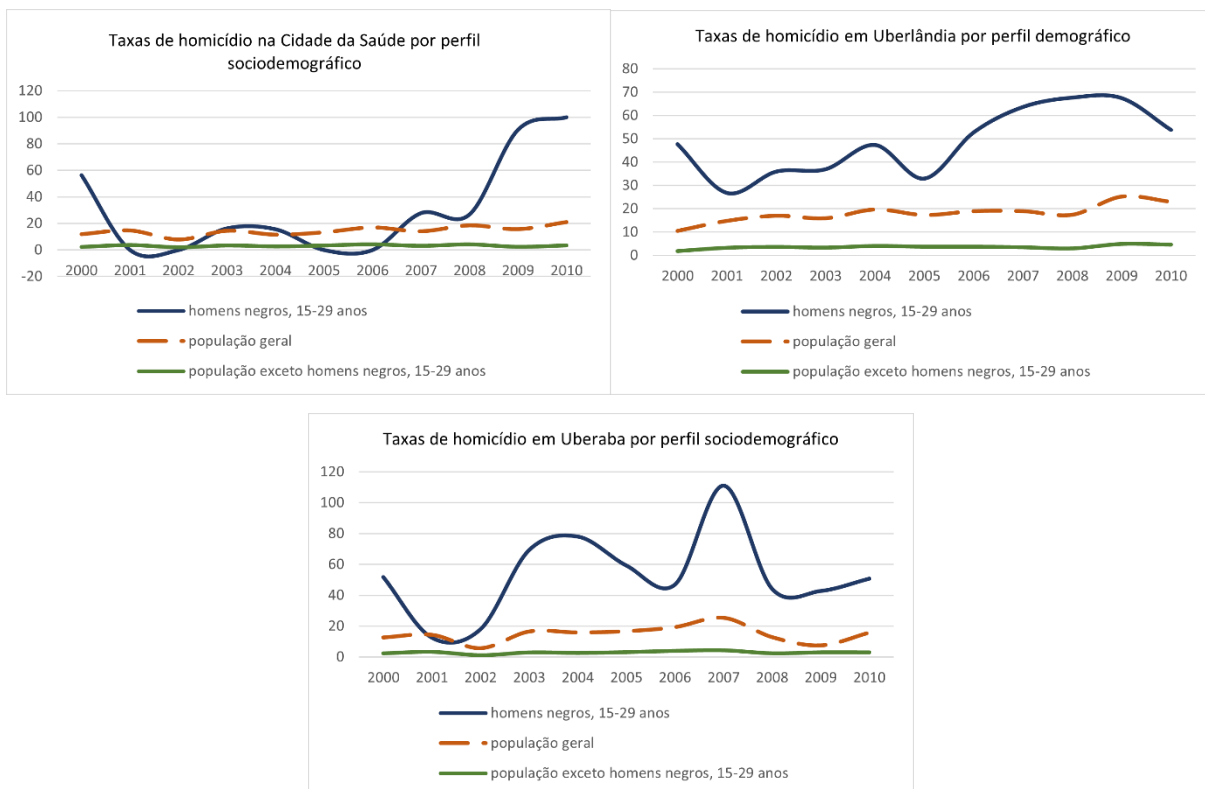 Taxas de homicídio na Cidade da Saúde por perfil
sociodemográfico
120
100
80
60
40
20
0
-20
2000 2001 2002 2003 2004 2005 2006 2007 2008 2009 2010
homens negros, 15-29 anos
população geral
população exceto homens negros, 15-29 anos
Taxas de homicídio em Uberlândia por perfil demográfico
80
70
60
50
40
30
20
10
0
2000 2001 2002 2003 2004 2005 2006 2007 2008 2009 2010
homens negros, 15-29 anos
população geral
população exceto homens negros, 15-29 anos
Taxas de homicídio em Uberaba por perfil sociodemográfico
120
100
80
60
40
20
0
2000 2001 2002 2003 2004 2005 2006 2007 2008 2009 2010
homens negros, 15-29 anos
população geral
população exceto homens negros, 15-29 anos